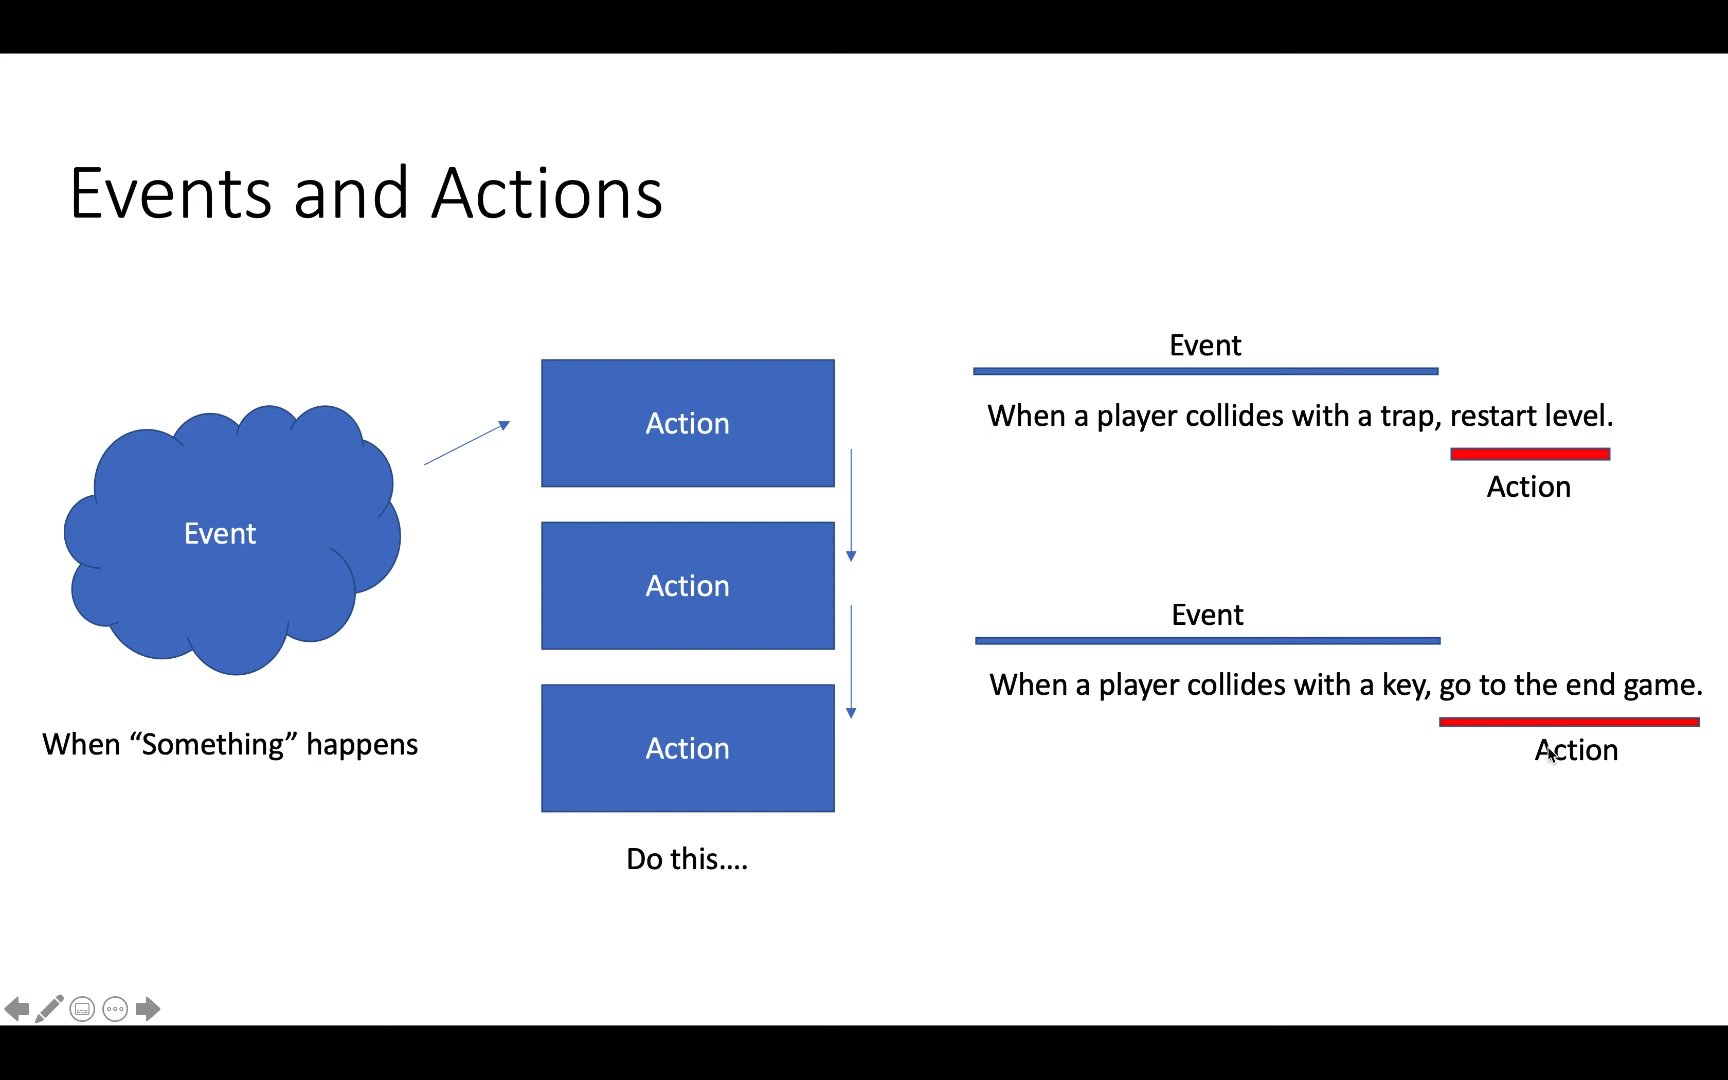 Events and Actions
Event
When “Something” happens
Action
Action
Action
Do this....
Event
When a player collides with a trap, restart level.
Action
Event
When a player collides with a key, go to the end game.
Action